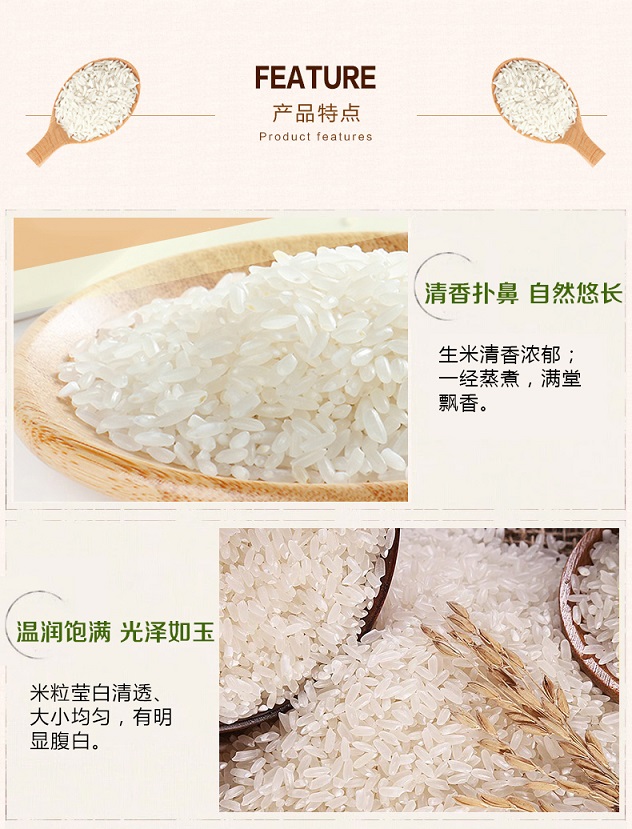 FEATURE
产品特点
Product features
清香扑鼻 自然悠长
生米清香浓郁；
一经蒸煮，满堂
飘香。
温润饱满 光泽如玉
米粒莹白清透、
大小均匀，有明
显腹白。